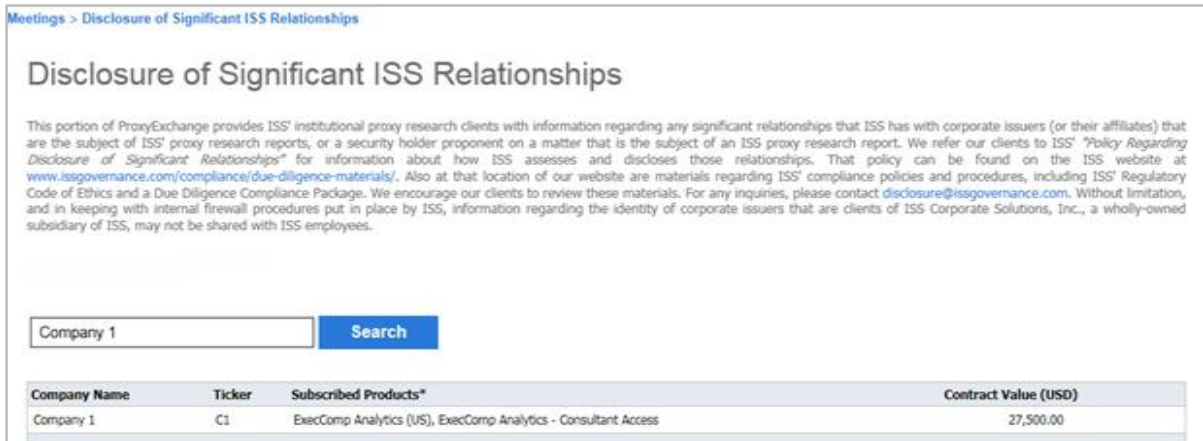 Meetings > Disclosure of Significant ISS Relationships
Disclosure of Significant ISS Relationships
This portion of ProxyExchange provides ISS' institutional proxy research clients with information regarding any significant relationships that ISS has with corporate issuers (or their affiliates) that
are the subject of ISS' proxy research reports, or a security holder proponent on a matter that is the subject of an ISS proxy research report. We refer our clients to ISS' "Policy Regarding
Disclosure of Significant Relationships" for information about how ISS assesses and discloses those relationships. That policy can be found on the ISS website at
www.issgovernance.com/compliance/due-diligence-materials/. Also at that location of our website are materials regarding ISS' compliance policies and procedures, including ISS' Regulatory
Code of Ethics and a Due Diligence Compliance Package. We encourage our clients to review these materials. For any inquiries, please contact disclosure@issgovernance.com. Without limitation,
and in keeping with internal firewall procedures put in place by ISS, information regarding the identity of corporate issuers that are clients of ISS Corporate Solutions, Inc., a wholly-owned
subsidiary of ISS, may not be shared with ISS employees.
Company 1 Search
Company Name Ticker Subscribed Products* Contract Value (USD)
Company 1 C1 ExecComp Analytics (US), ExecComp Analytics - Consultant Access 27,500.00